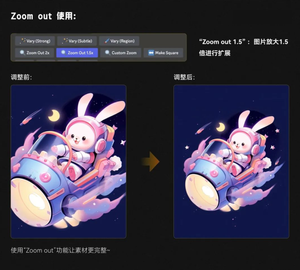 Zoom out 使用:
Vary (Strong) Vary (Subtle) Vary (Region)
Zoom Out 2x Zoom Out 1.5x Custom Zoom Make Square
“Zoom out 1.5”： 图片放大1.5
倍进行扩展
调整前:
调整后:
使用“Zoom out”功能让素材更完整~